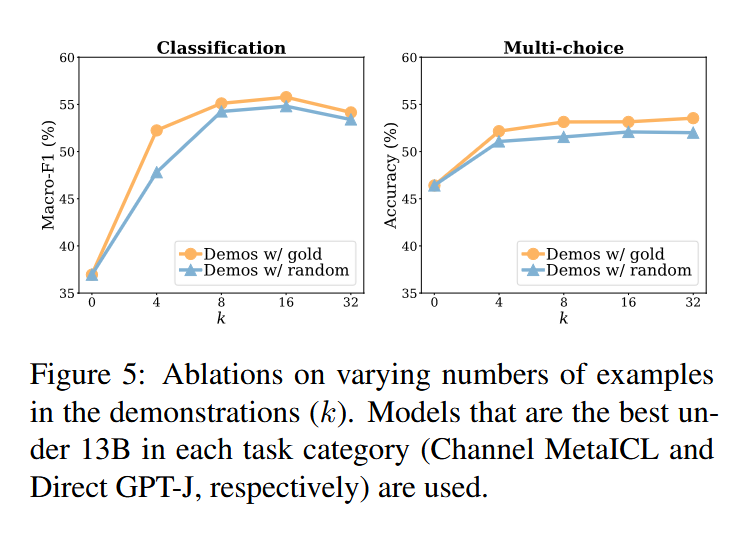 Classification
60
55
50
45
40
35
Macro-F1 (%)
Demos w/ gold
Demos w/ random
0 4 8 16 32
k
Multi-choice
60
55
50
45
40
35
Accuracy (%)
Demos w/ gold
Demos w/ random
0 4 8 16 32
k
Figure 5: Ablations on varying numbers of examples
in the demonstrations (k). Models that are the best un-
der 13B in each task category (Channel MetaICL and
Direct GPT-J, respectively) are used.